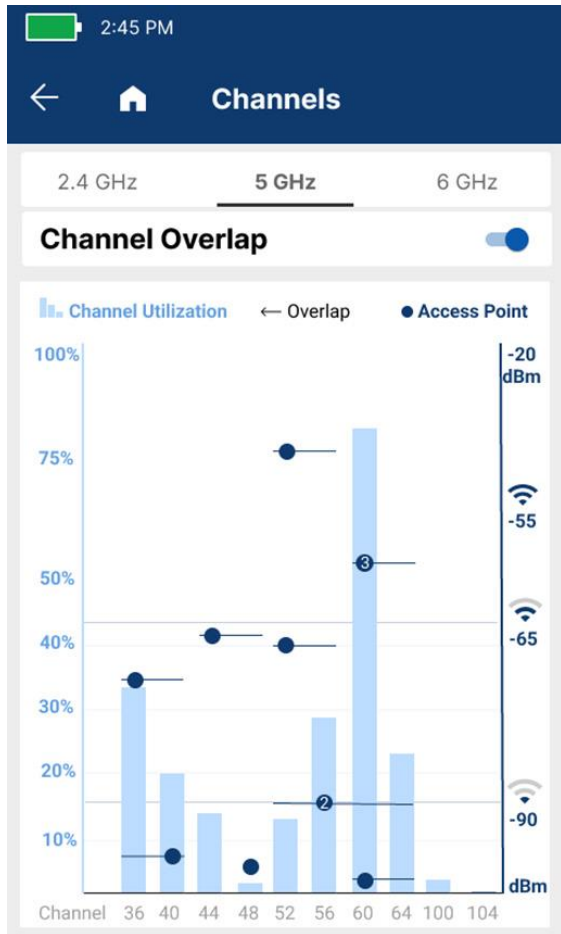 2:45 PM
Channels
2.4 GHz 5 GHz 6 GHz
Channel Overlap
Channel Utilization ← Overlap ● Access Point
100% -20
dBm
75%
-55
3
50%
-65
40%
30%
20%
2
-90
10%
dBm
Channel 36 40 44 48 52 56 60 64 100 104